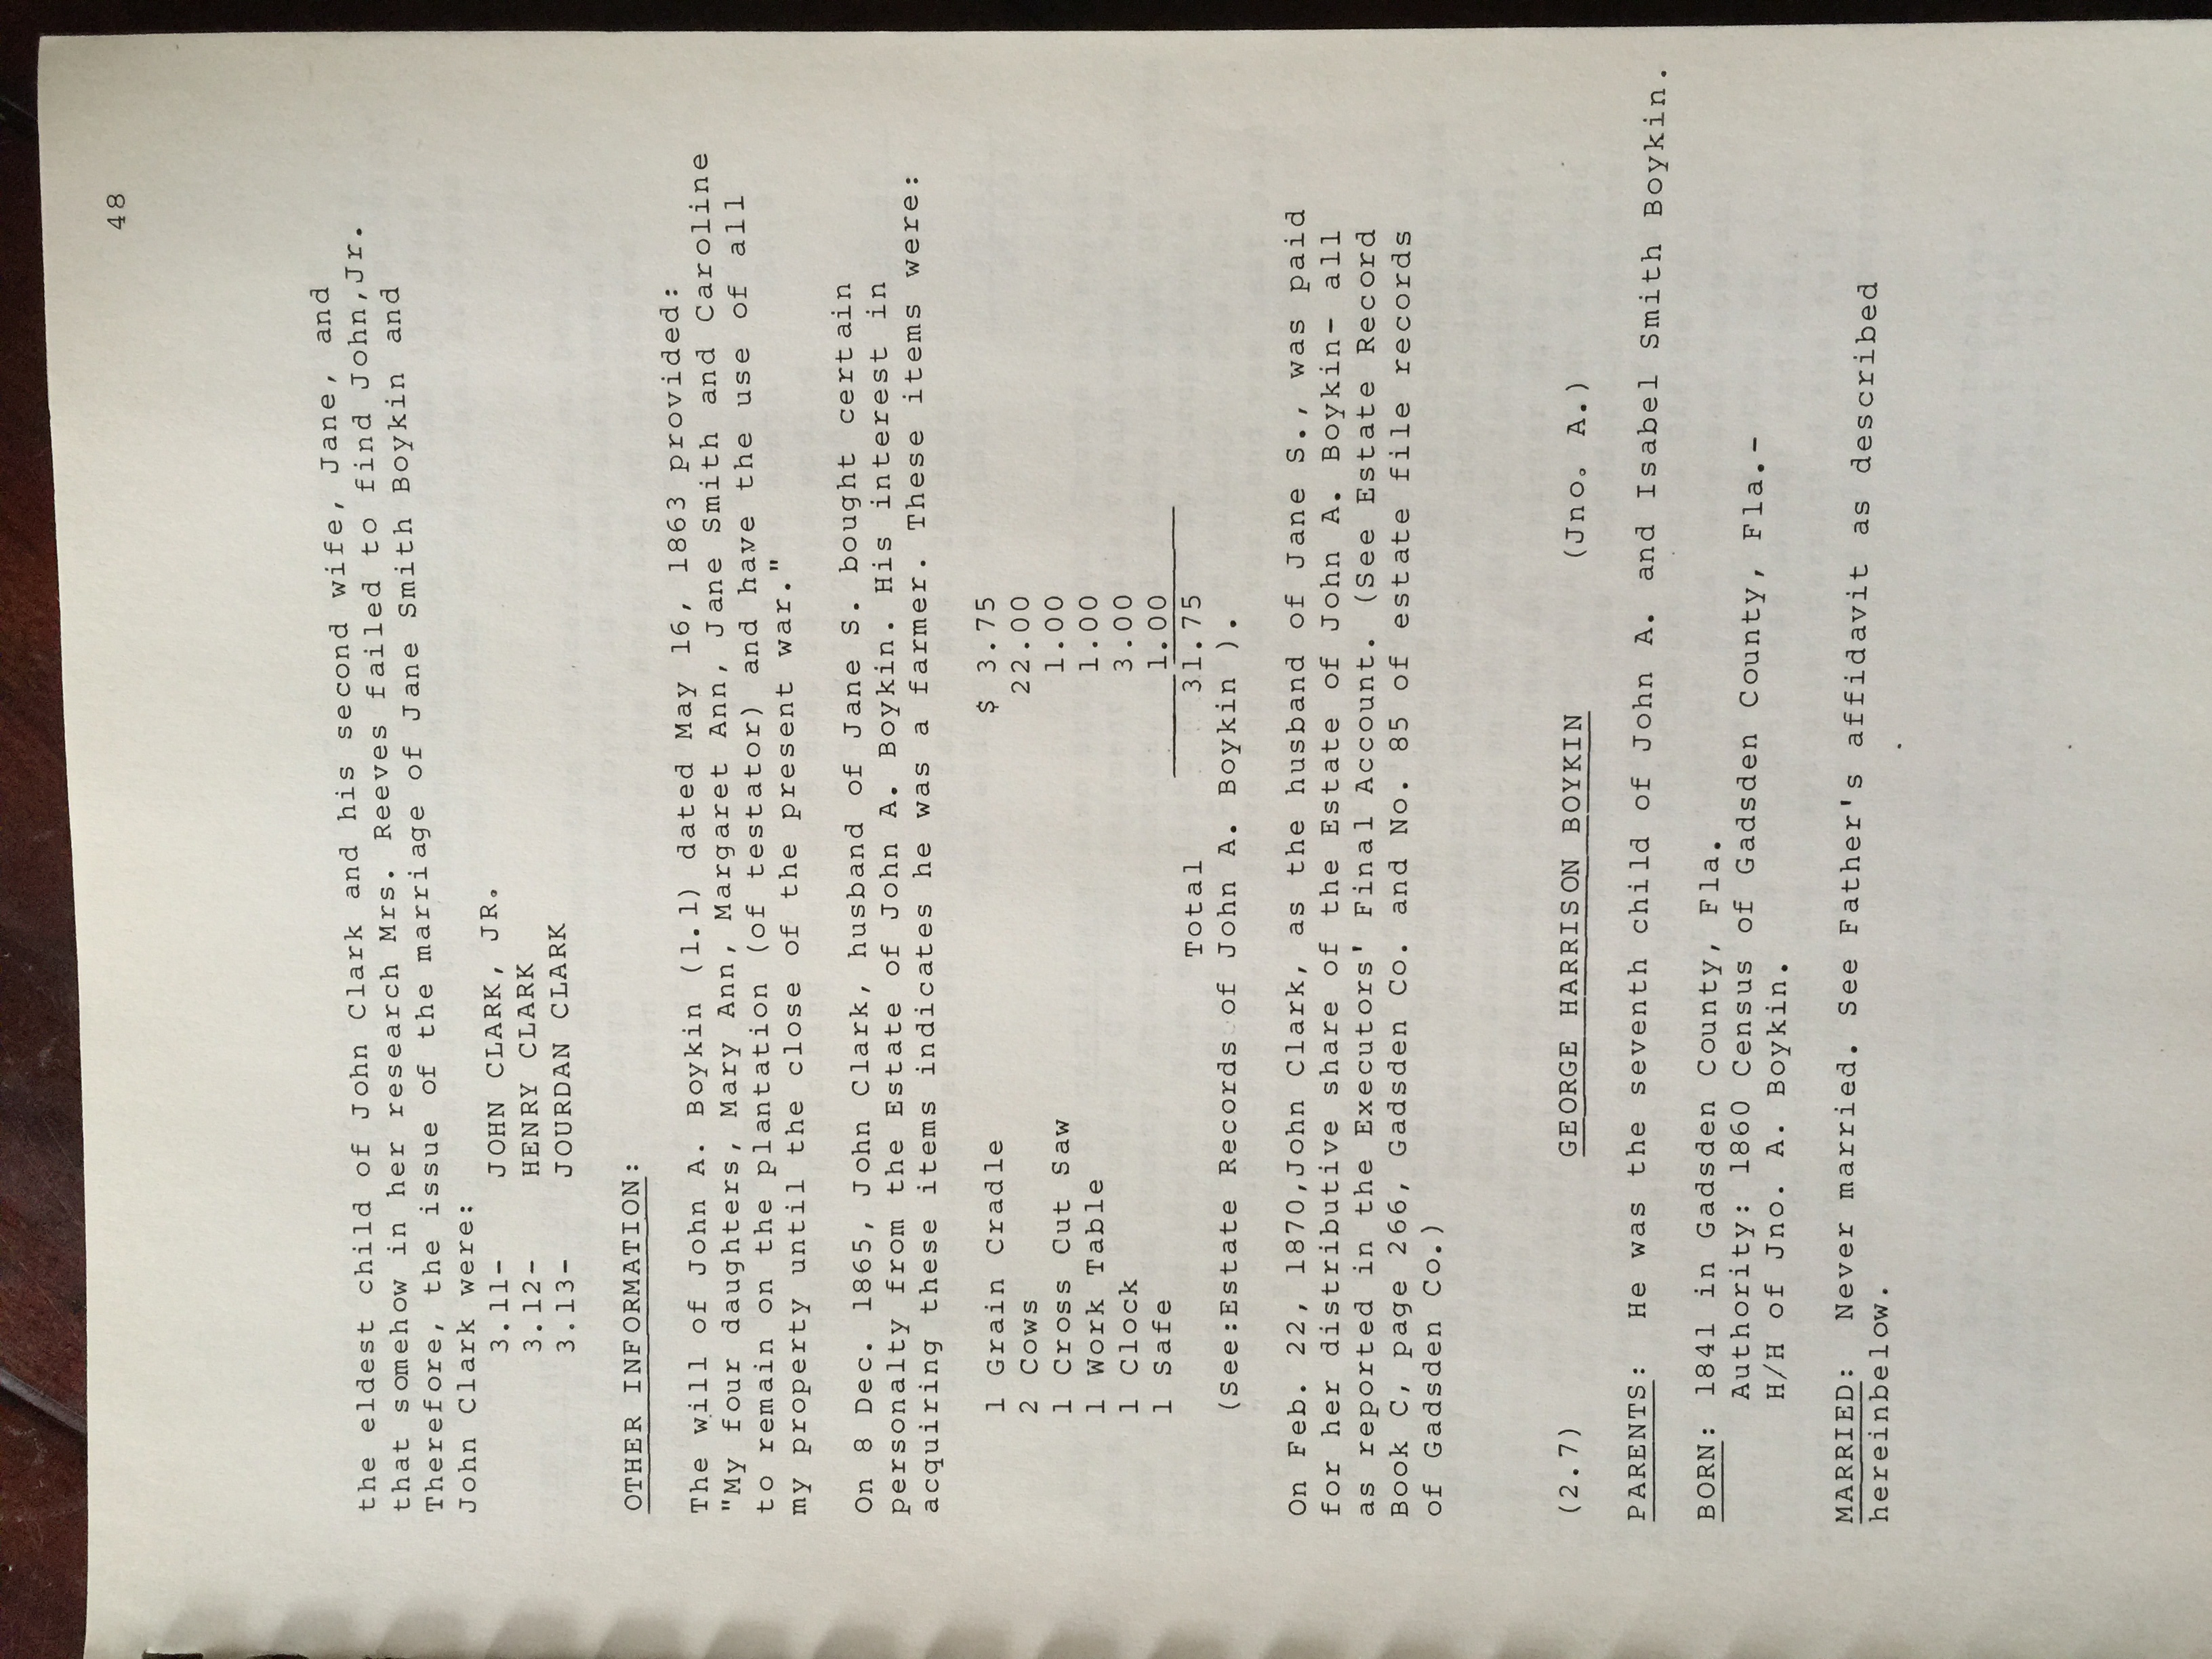 48
the eldest child of John Clark and his second wife, Jane, and
that somehow in her research Mrs. Reeves failed to find John,Jr.
Therefore, the issue of the marriage of Jane Smith Boykin and
John Clark were:
3.11- JOHN CLARK, JR.
3.12- HENRY CLARK
3.13- JOURDAN CLARK
OTHER INFORMATION:
The will of John A. Boykin (1.1) dated May 16, 1863 provided:
"My four daughters, Mary Ann, Margaret Ann, Jane Smith and Caroline
to remain on the plantation (of testator) and have the use of all
my property until the close of the present war."
On 8 Dec. 1865, John Clark, husband of Jane S. bought certain
personalty from the Estate of John A. Boykin. His interest in
acquiring these items indicates he was a farmer. These items were:
1 Grain Cradle $ 3.75
2 Cows 22.00
1 Cross Cut Saw 1.00
1 Work Table 1.00
1 Clock 3.00
1 Safe 1.00
Total 31.75
(See:Estate Records of John A. Boykin ).
On Feb. 22, 1870,John Clark, as the husband of Jane S., was paid
for her distributive share of the Estate of John A. Boykin- all
as reported in the Executors' Final Account. (See Estate Record
Book C, page 266, Gadsden Co. and No. 85 of estate file records
of Gadsden Co.)
(2.7) GEORGE HARRISON BOYKIN (Jno. A.)
PARENTS: He was the seventh child of John A. and Isabel Smith Boykin.
BORN: 1841 in Gadsden County, Fla.
Authority: 1860 Census of Gadsden County, Fla.-
H/H of Jno. A. Boykin.
MARRIED: Never married. See Father's affidavit as described
hereinbelow.